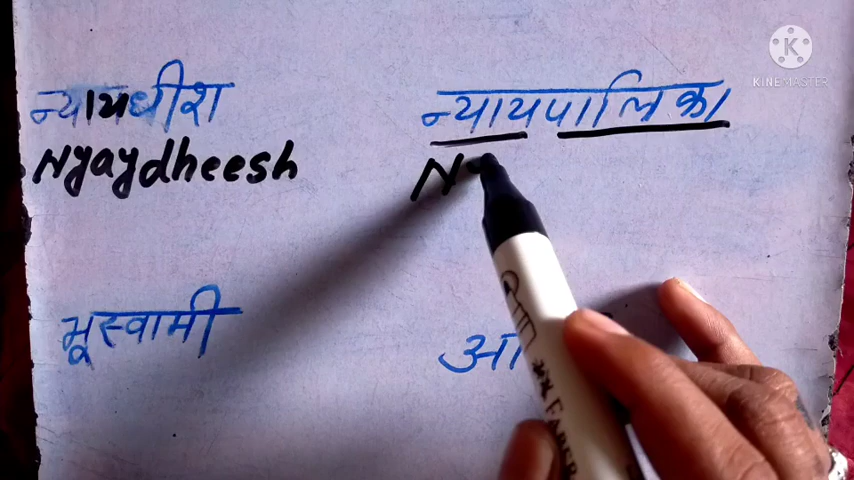 न्यायधीश
Nyaydheesh
न्यायपालिका
N
भूस्वामी
KINEMASTER